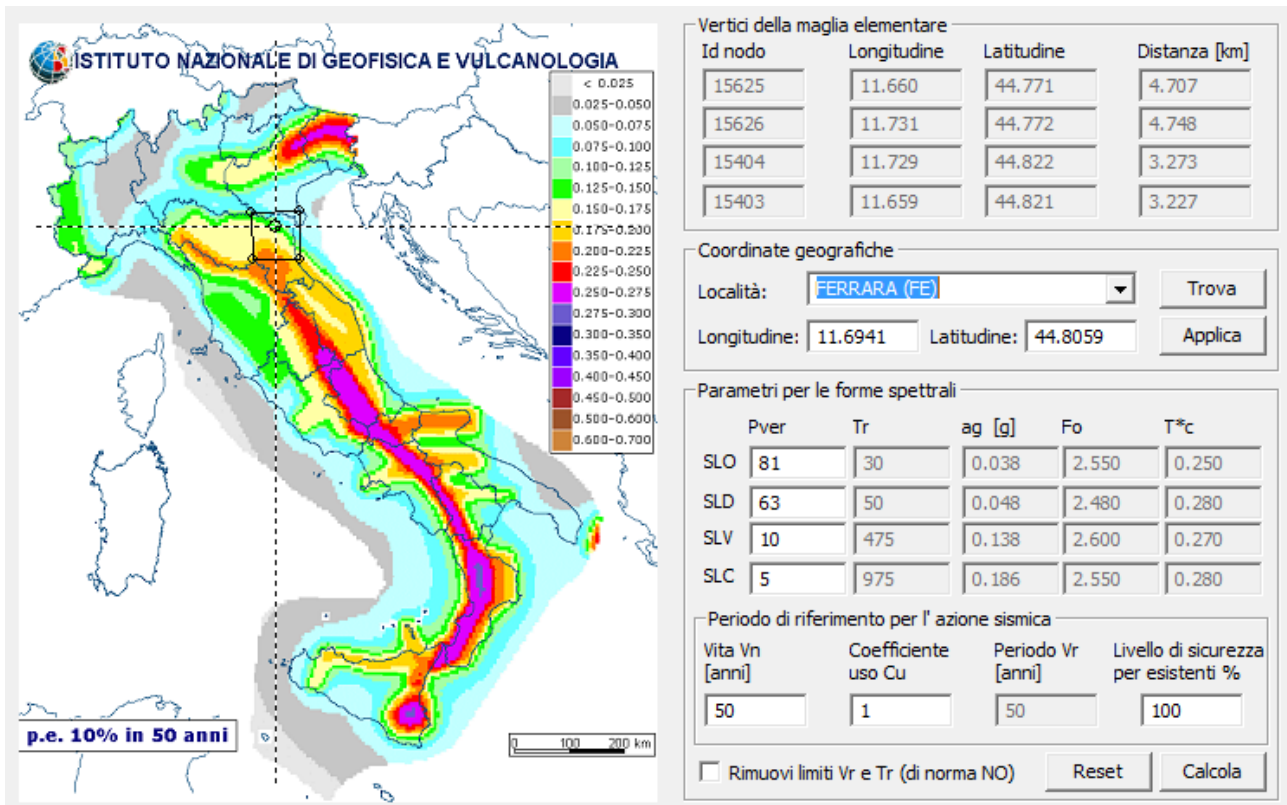 ISTITUTO NAZIONALE DI GEOFISICA E VULCANOLOGIA
< 0.025
0.025-0.050
0.050-0.075
0.075-0.100
0.100-0.125
0.125-0.150
0.150-0.175
0.175-0.200
0.200-0.225
0.225-0.250
0.250-0.275
0.275-0.300
0.300-0.350
0.350-0.400
0.400-0.450
0.450-0.500
0.500-0.600
0.600-0.700
p.e. 10% in 50 anni
0 100 200 km
Vertici della maglia elementare
Id nodo Longitudine Latitudine Distanza [km]
15625 11.660 44.771 4.707
15626 11.731 44.772 4.748
15404 11.729 44.822 3.273
15403 11.659 44.821 3.227
Coordinate geografiche
Località: FERRARA (FE) Trova
Longitudine: 11.6941 Latitudine: 44.8059 Applica
Parametri per le forme spettrali
Pver Tr ag [g] Fo T*c
SLO 81 30 0.038 2.550 0.250
SLD 63 50 0.048 2.480 0.280
SLV 10 475 0.138 2.600 0.270
SLC 5 975 0.186 2.550 0.280
Periodo di riferimento per l' azione sismica
Vita Vn Coefficiente Periodo Vr Livello di sicurezza
[anni] uso Cu [anni] per esistenti %
50 1 50 100
Rimuovi limiti Vr e Tr (di norma NO) Reset Calcola